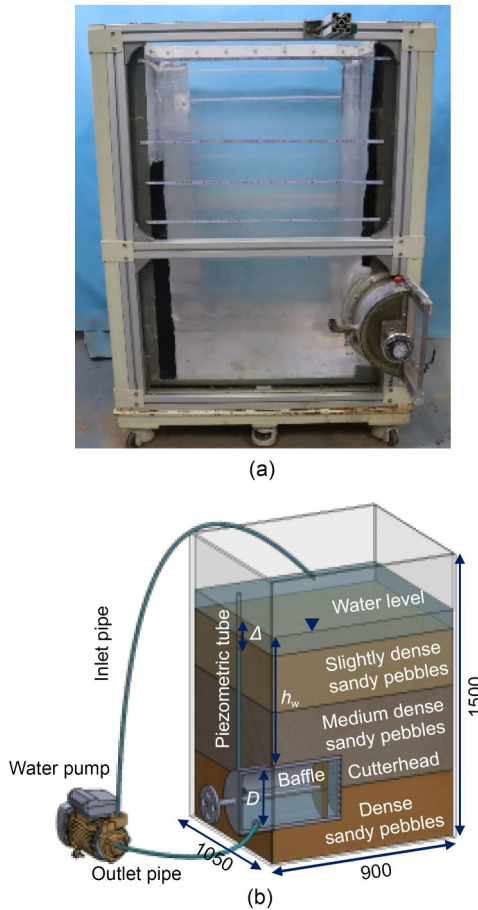 (a)
Inlet pipe
Piezometric tube
Water level
Δ
Slightly dense
sandy pebbles
h_w
Medium dense
sandy pebbles
1500
Water pump
Baffle
Cutterhead
D
Dense
sandy pebbles
1050
Outlet pipe
900
(b)